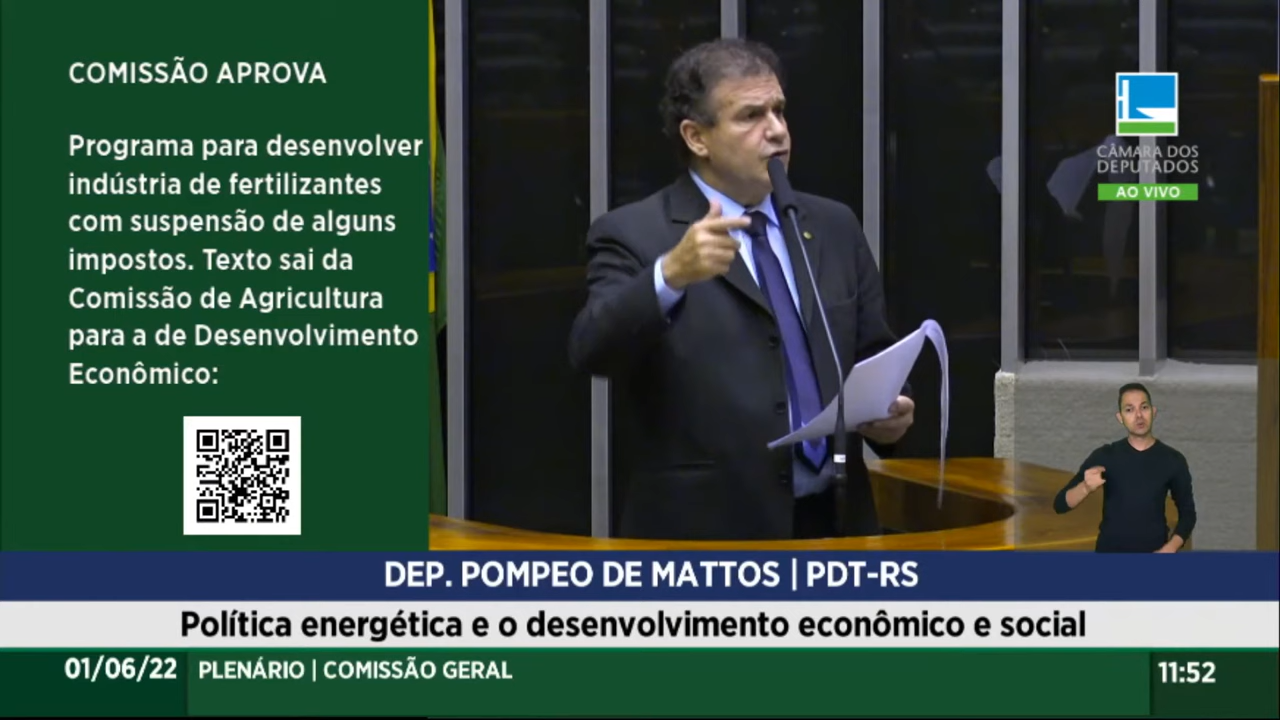 COMISSÃO APROVA
Programa para desenvolver
indústria de fertilizantes
com suspensão de alguns
impostos. Texto sai da
Comissão de Agricultura
para a de Desenvolvimento
Econômico:
CÂMARA DOS
DEPUTADOS
AO VIVO
DEP. POMPEO DE MATTOS | PDT-RS
Política energética e o desenvolvimento econômico e social
01/06/22
PLENÁRIO | COMISSÃO GERAL
11:52